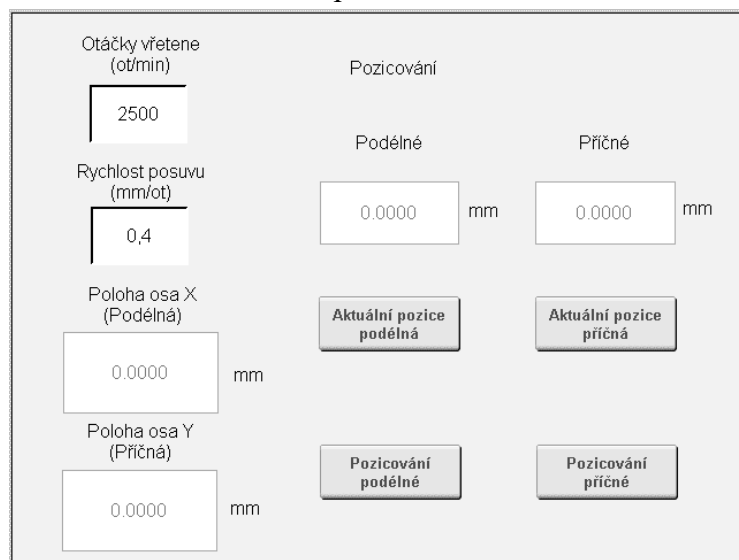 Otáčky vřetene
(ot/min)
2500
Rychlost posuvu
(mm/ot)
0,4
Poloha osa X
(Podélná)
0.0000 mm
Poloha osa Y
(Příčná)
0.0000 mm
Pozicování
Podélné Příčné
0.0000 mm 0.0000 mm
Aktuální pozice
podélná
Aktuální pozice
příčná
Pozicování
podélné
Pozicování
příčné